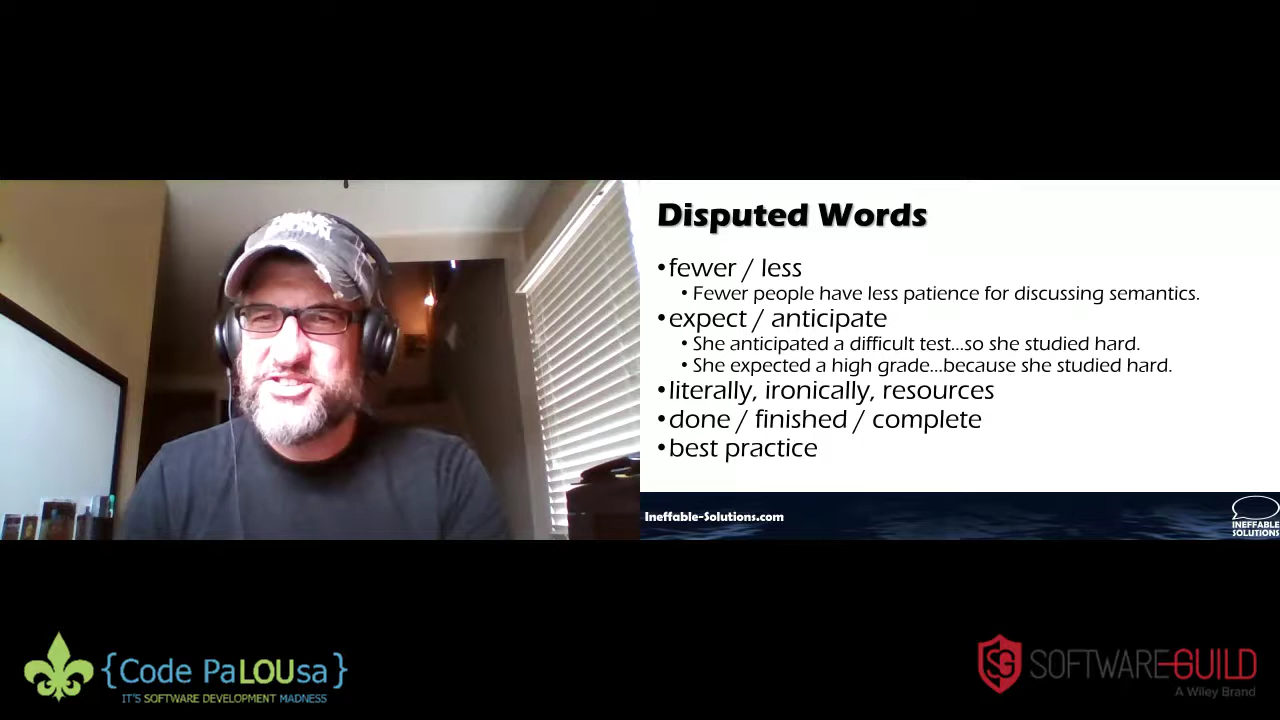 Disputed Words
•fewer / less
•Fewer people have less patience for discussing semantics.
•expect / anticipate
•She anticipated a difficult test...so she studied hard.
•She expected a high grade...because she studied hard.
•literally, ironically, resources
•done / finished / complete
•best practice
Ineffable-Solutions.com
INEFFABLE
SOLUTIONS
{Code PaLOUsa}
IT'S SOFTWARE DEVELOPMENT MADNESS
SG SOFTWARE GUILD
A Wiley Brand